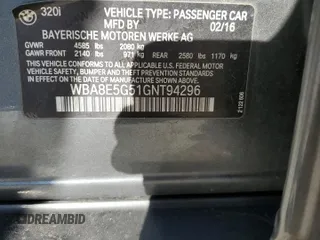 320i VEHICLE TYPE: PASSENGER CAR
MFD BY 02/16
BAYERISCHE MOTOREN WERKE AG
GVWR 4585 lbs 2080 kg
GAWR FRONT 2140 lbs 971 kg REAR 2580 lbs 1170 kg
THIS VEHICLE CONFORMS TO ALL APPLICABLE U.S. FEDERAL MOTOR
VEHICLE SAFETY, BUMPER, AND THEFT PREVENTION STANDARDS
IN EFFECT ON THE DATE OF MANUFACTURE SHOWN ABOVE.
WBA8E5G51GNT94296
DREAMBID